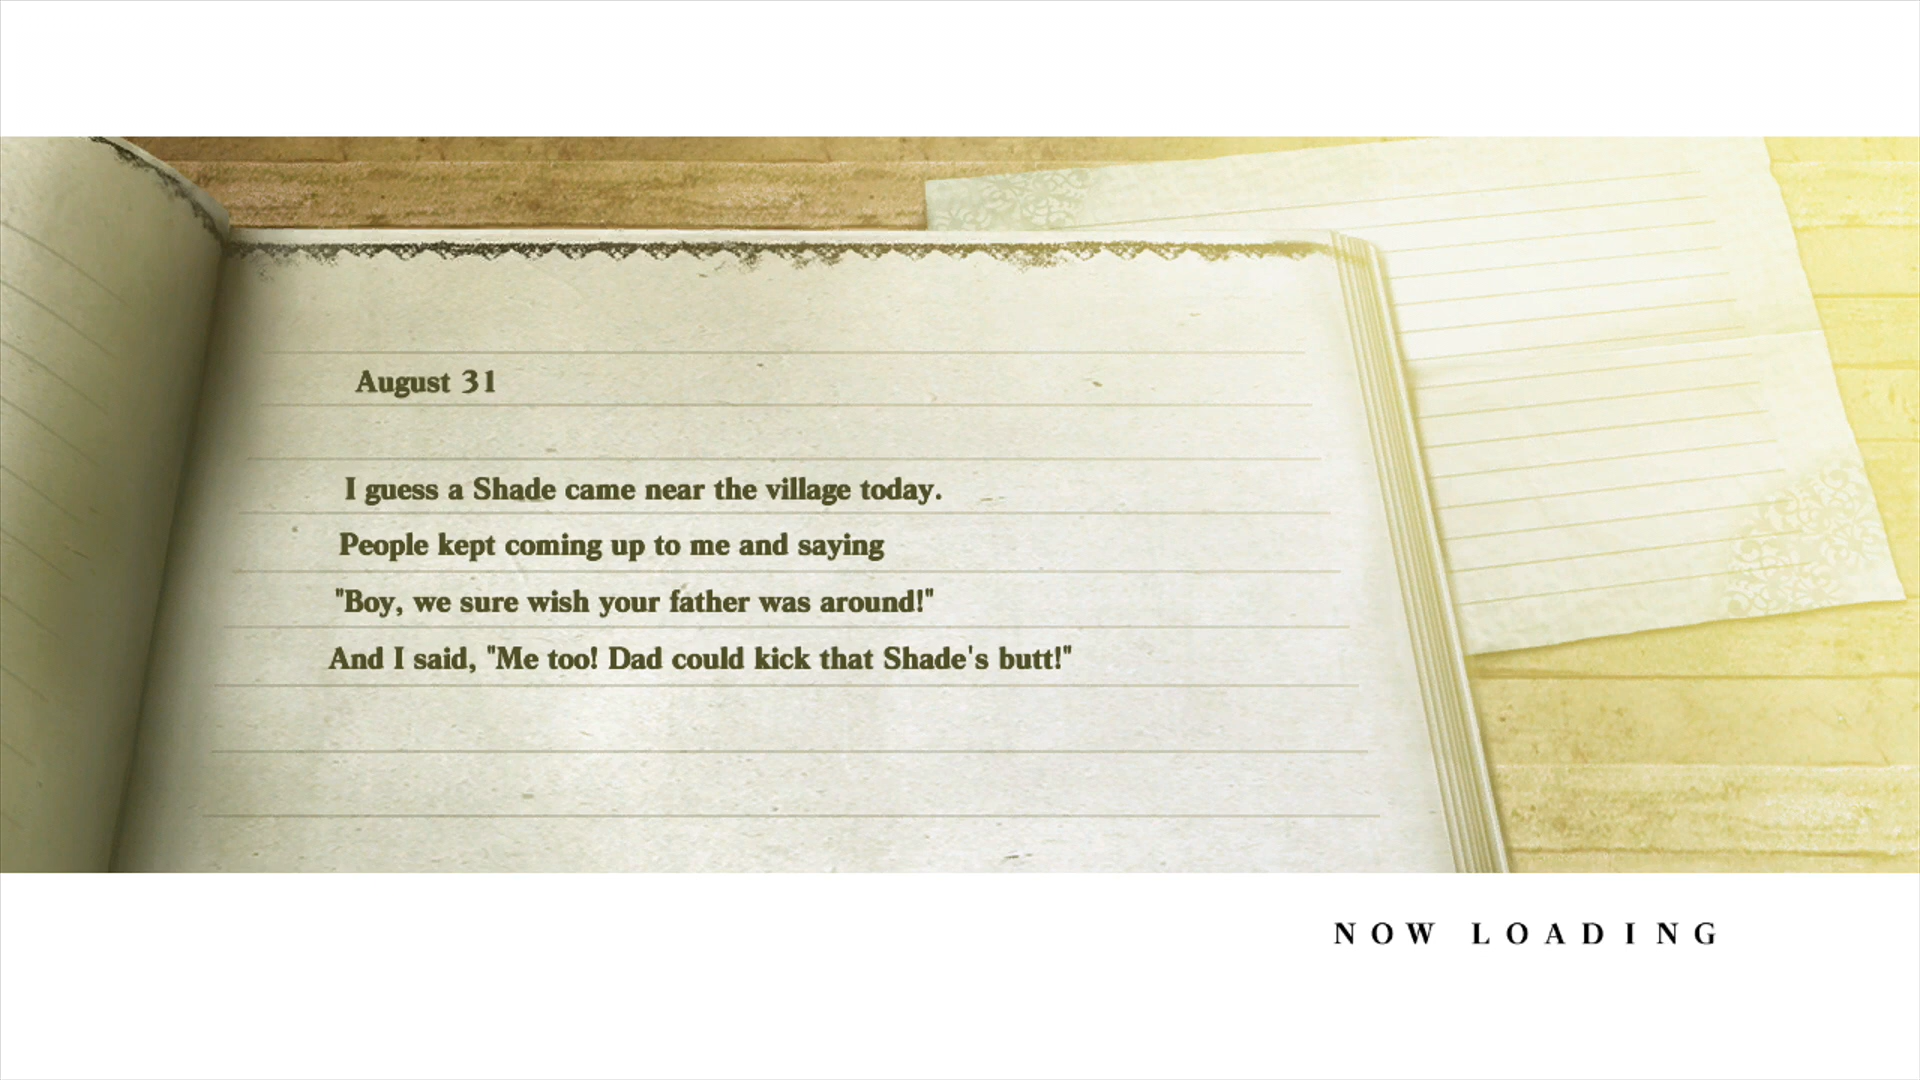 August 31
I guess a Shade came near the village today.
People kept coming up to me and saying
"Boy, we sure wish your father was around!"
And I said, "Me too! Dad could kick that Shade's butt!"
NOW LOADING